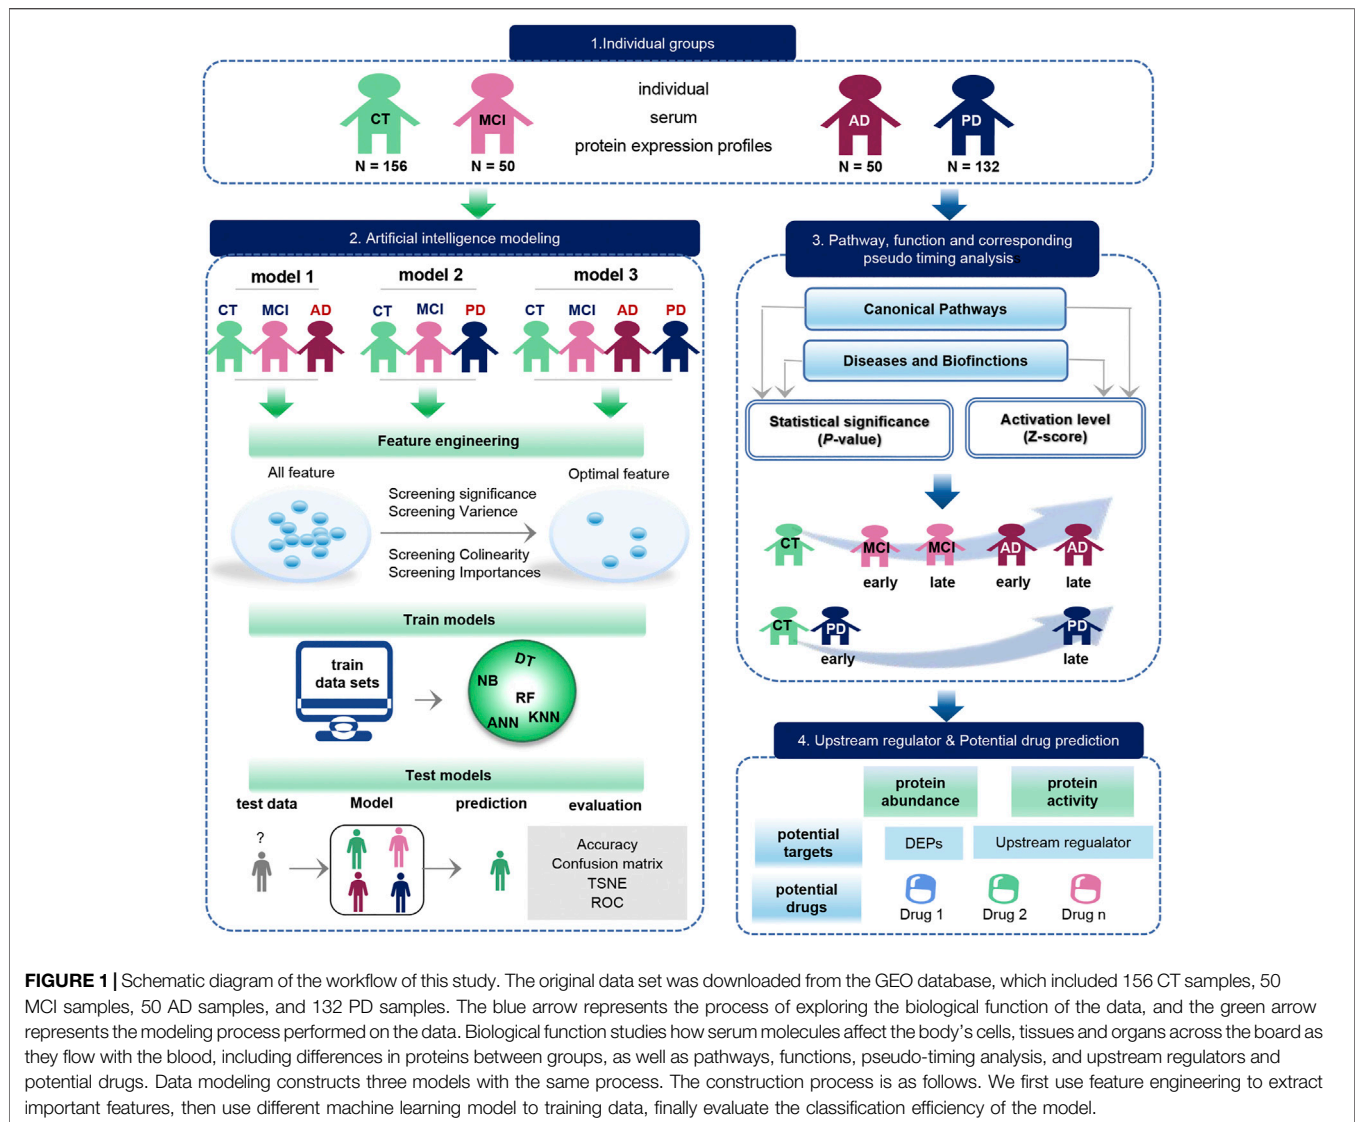 1.Individual groups
CT
MCI
individual
serum
protein expression profiles
AD
PD
N = 156
N = 50
N = 50
N = 132
2. Artificial intelligence modeling
model 1
model 2
model 3
CT MCI AD
CT MCI PD
CT MCI AD PD
Feature engineering
All feature
Optimal feature
Screening significance
Screening Varience
Screening Colinearity
Screening Importances
Train models
train
data sets
DT
NB
RF
ANN
KNN
Test models
test data
Model
prediction
evaluation
?
Accuracy
Confusion matrix
TSNE
ROC
3. Pathway, function and corresponding
pseudo timing analysis
Canonical Pathways
Diseases and Biofinctions
Statistical significance
(P-value)
Activation level
(Z-score)
CT
MCI
MCI
AD
AD
early
late
early
late
CT
PD
PD
early
late
4. Upstream regulator & Potential drug prediction
protein
abundance
protein
activity
potential
targets
DEPs
Upstream regualator
potential
drugs
Drug 1
Drug 2
Drug n
FIGURE 1 | Schematic diagram of the workflow of this study. The original data set was downloaded from the GEO database, which included 156 CT samples, 50
MCI samples, 50 AD samples, and 132 PD samples. The blue arrow represents the process of exploring the biological function of the data, and the green arrow
represents the modeling process performed on the data. Biological function studies how serum molecules affect the body's cells, tissues and organs across the board as
they flow with the blood, including differences in proteins between groups, as well as pathways, functions, pseudo-timing analysis, and upstream regulators and
potential drugs. Data modeling constructs three models with the same process. The construction process is as follows. We first use feature engineering to extract
important features, then use different machine learning model to training data, finally evaluate the classification efficiency of the model.